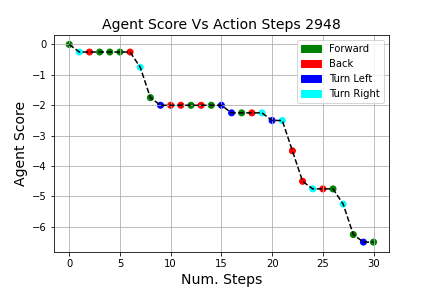 Agent Score Vs Action Steps 2948
Agent Score
0
−1
−2
−3
−4
−5
−6
Forward
Back
Turn Left
Turn Right
0 5 10 15 20 25 30
Num. Steps